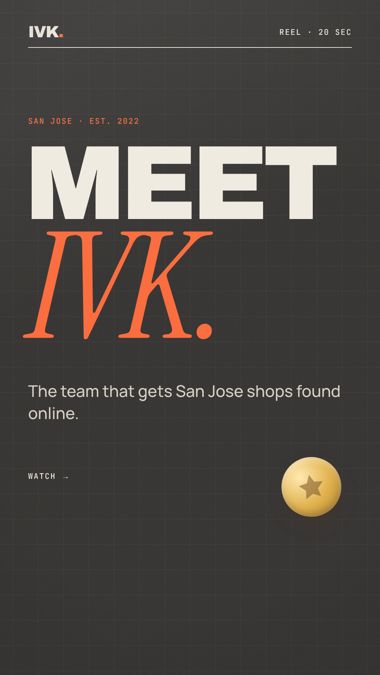 IVK.
REEL · 20 SEC
SAN JOSE · EST. 2022
MEET
IVK.
The team that gets San Jose shops found
online.
WATCH →